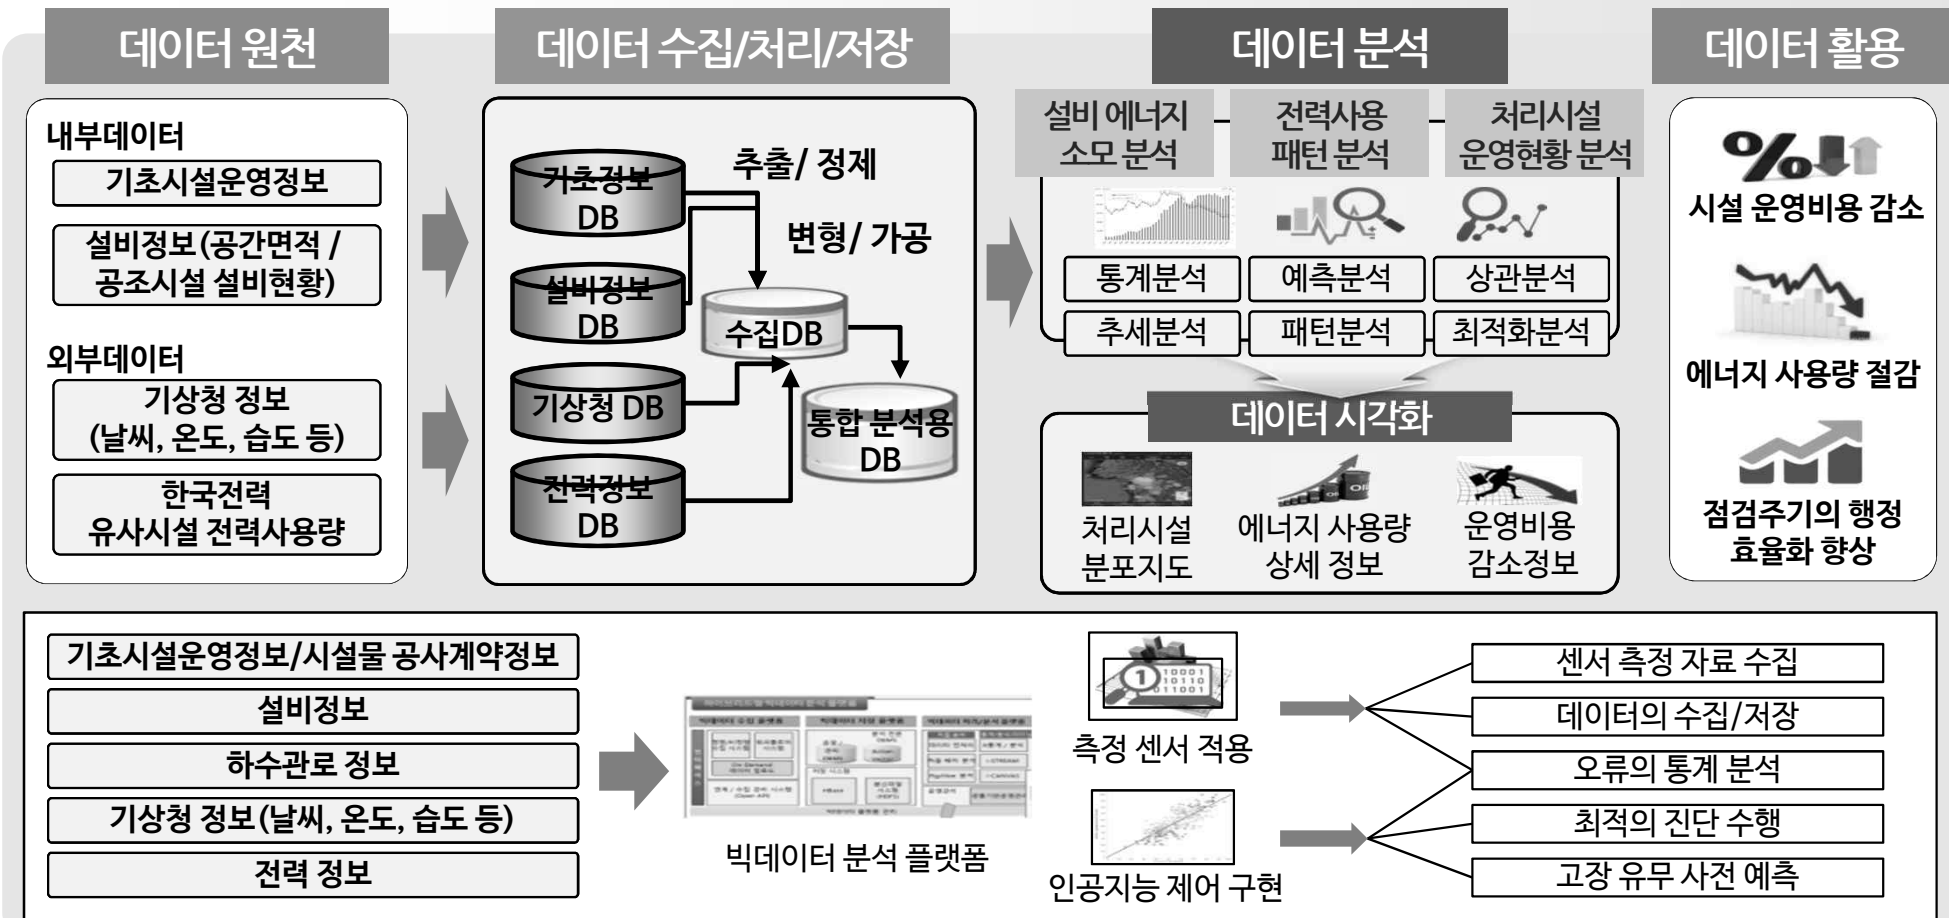 데이터 원천
데이터 수집/처리/저장
데이터 분석
데이터 활용
내부데이터
기초시설운영정보
설비정보(공간면적 /
공조시설 설비현황)
외부데이터
기상청 정보
(날씨, 온도, 습도 등)
한국전력
유사시설 전력사용량
기초정보
DB
설비정보
DB
기상청 DB
전력정보
DB
추출/ 정제
변형/ 가공
수집DB
통합 분석용
DB
설비 에너지
소모 분석
전력사용
패턴 분석
처리시설
운영현황 분석
통계분석
예측분석
상관분석
추세분석
패턴분석
최적화분석
데이터 시각화
처리시설
분포지도
에너지 사용량
상세 정보
운영비용
감소정보
시설 운영비용 감소
에너지 사용량 절감
점검주기의 행정
효율화 향상
기초시설운영정보/시설물 공사계약정보
설비정보
하수관로 정보
기상청 정보(날씨, 온도, 습도 등)
전력 정보
빅데이터 분석 플랫폼
1
10001
10110
011001
측정 센서 적용
인공지능 제어 구현
센서 측정 자료 수집
데이터의 수집/저장
오류의 통계 분석
최적의 진단 수행
고장 유무 사전 예측